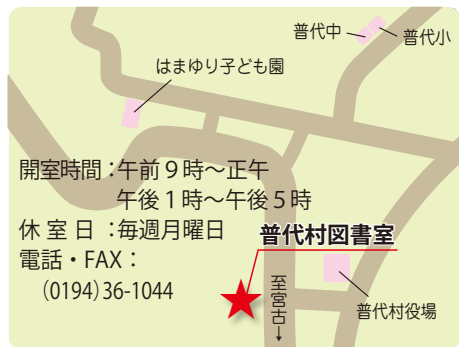 普代中
普代小
はまゆり子ども園
開室時間：午前9時～正午
午後1時～午後5時
休室日：毎週月曜日
電話・FAX：
(0194)36-1044
普代村図書室
至宮古↓
普代村役場